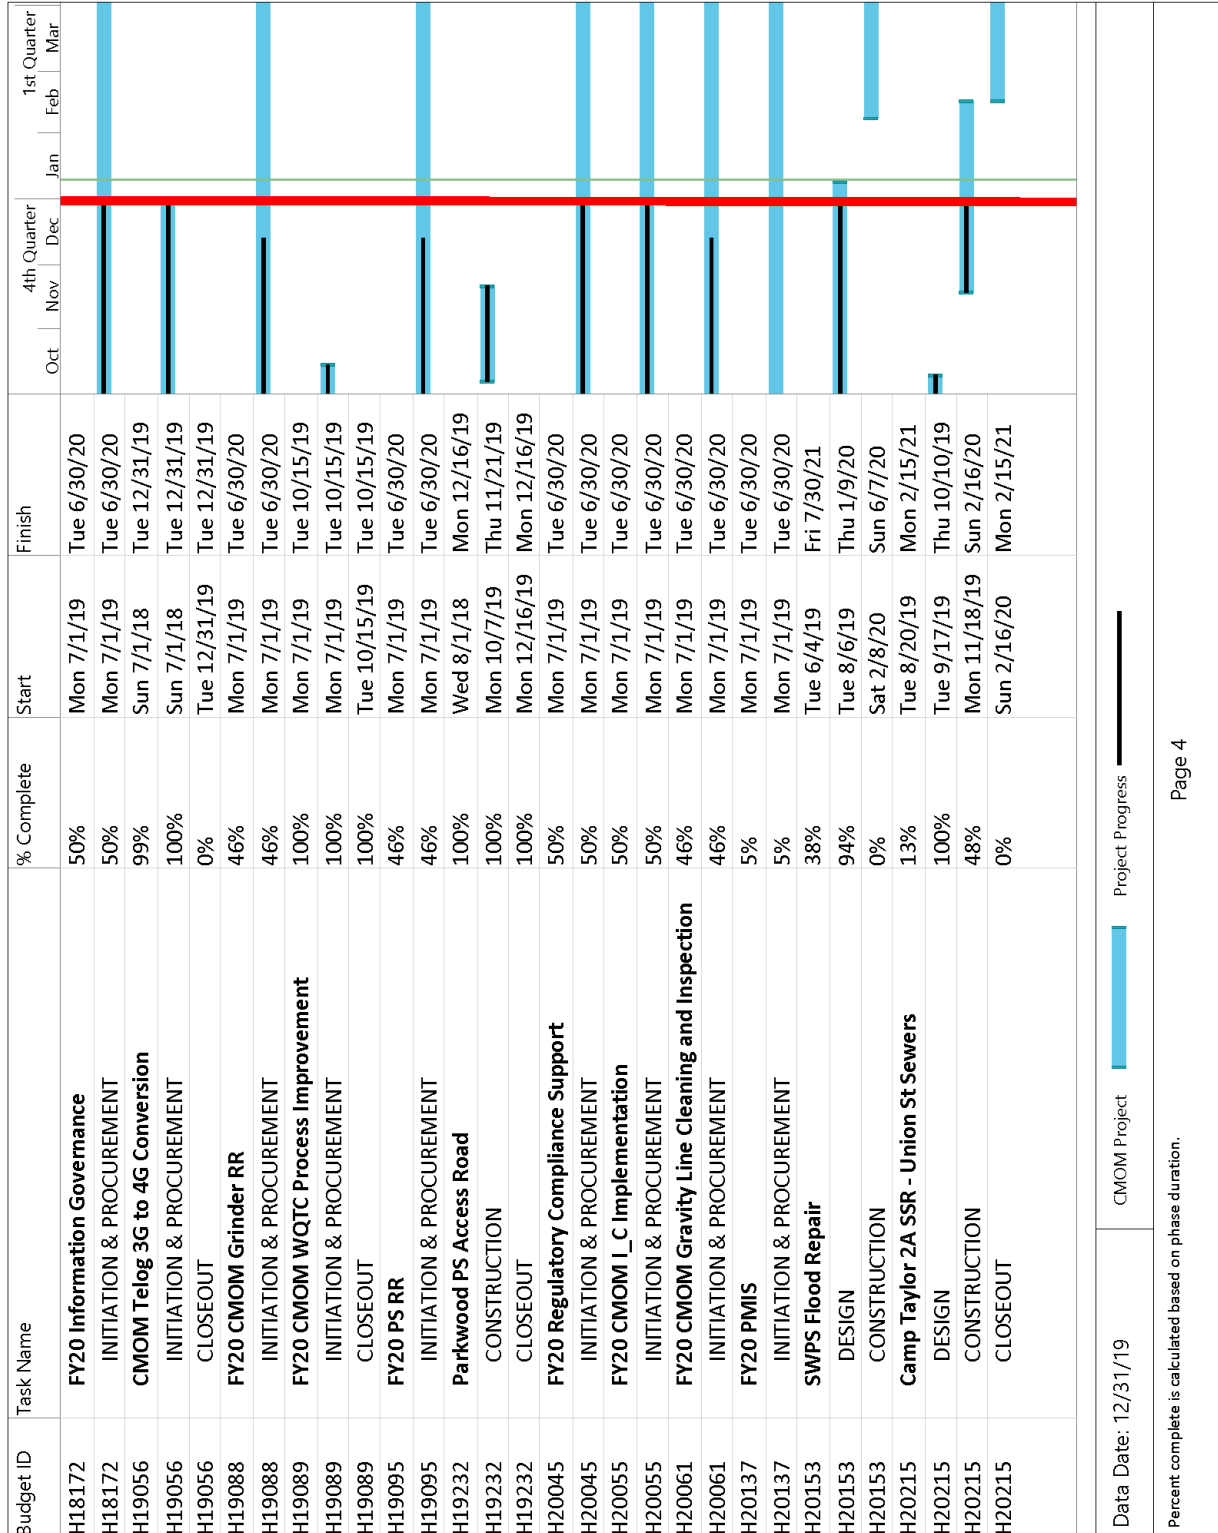 Budget ID Task Name % Complete Start Finish 4th Quarter 1st Quarter
Oct Nov Dec Jan Feb Mar
H18172 FY20 Information Governance 50% Mon 7/1/19 Tue 6/30/20
H18172 INITIATION & PROCUREMENT 50% Mon 7/1/19 Tue 6/30/20
H19056 CMOM Telog 3G to 4G Conversion 99% Sun 7/1/18 Tue 12/31/19
H19056 INITIATION & PROCUREMENT 100% Sun 7/1/18 Tue 12/31/19
H19056 CLOSEOUT 0% Tue 12/31/19 Tue 12/31/19
H19088 FY20 CMOM Grinder RR 46% Mon 7/1/19 Tue 6/30/20
H19088 INITIATION & PROCUREMENT 46% Mon 7/1/19 Tue 6/30/20
H19089 FY20 CMOM WQTC Process Improvement 100% Mon 7/1/19 Tue 10/15/19
H19089 INITIATION & PROCUREMENT 100% Mon 7/1/19 Tue 10/15/19
H19089 CLOSEOUT 100% Tue 10/15/19 Tue 10/15/19
H19095 FY20 PS RR 46% Mon 7/1/19 Tue 6/30/20
H19095 INITIATION & PROCUREMENT 46% Mon 7/1/19 Tue 6/30/20
H19232 Parkwood PS Access Road 100% Wed 8/1/18 Mon 12/16/19
H19232 CONSTRUCTION 100% Mon 10/7/19 Thu 11/21/19
H19232 CLOSEOUT 100% Mon 12/16/19 Mon 12/16/19
H20045 FY20 Regulatory Compliance Support 50% Mon 7/1/19 Tue 6/30/20
H20045 INITIATION & PROCUREMENT 50% Mon 7/1/19 Tue 6/30/20
H20055 FY20 CMOM I_C Implementation 50% Mon 7/1/19 Tue 6/30/20
H20055 INITIATION & PROCUREMENT 50% Mon 7/1/19 Tue 6/30/20
H20061 FY20 CMOM Gravity Line Cleaning and Inspection 46% Mon 7/1/19 Tue 6/30/20
H20061 INITIATION & PROCUREMENT 46% Mon 7/1/19 Tue 6/30/20
H20137 FY20 PMIS 5% Mon 7/1/19 Tue 6/30/20
H20137 INITIATION & PROCUREMENT 5% Mon 7/1/19 Tue 6/30/20
H20153 SWPS Flood Repair 38% Tue 6/4/19 Fri 7/30/21
H20153 DESIGN 94% Tue 8/6/19 Thu 1/9/20
H20153 CONSTRUCTION 0% Sat 2/8/20 Sun 6/7/20
H20215 Camp Taylor 2A SSR - Union St Sewers 13% Tue 8/20/19 Mon 2/15/21
H20215 DESIGN 100% Tue 9/17/19 Thu 10/10/19
H20215 CONSTRUCTION 48% Mon 11/18/19 Sun 2/16/20
H20215 CLOSEOUT 0% Sun 2/16/20 Mon 2/15/21
Data Date: 12/31/19 CMOM Project Project Progress
Percent complete is calculated based on phase duration.
Page 4